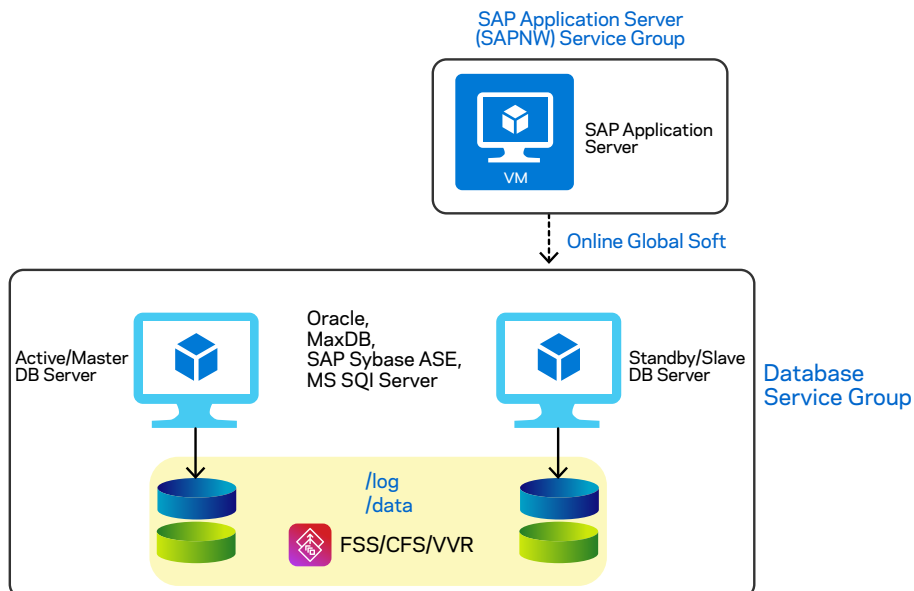 SAP Application Server
(SAPNW) Service Group
SAP Application
Server
VM
Online Global Soft
Oracle,
MaxDB,
SAP Sybase ASE,
MS SQI Server
Active/Master
DB Server
Standby/Slave
DB Server
Database
Service Group
/log
/data
FSS/CFS/VVR